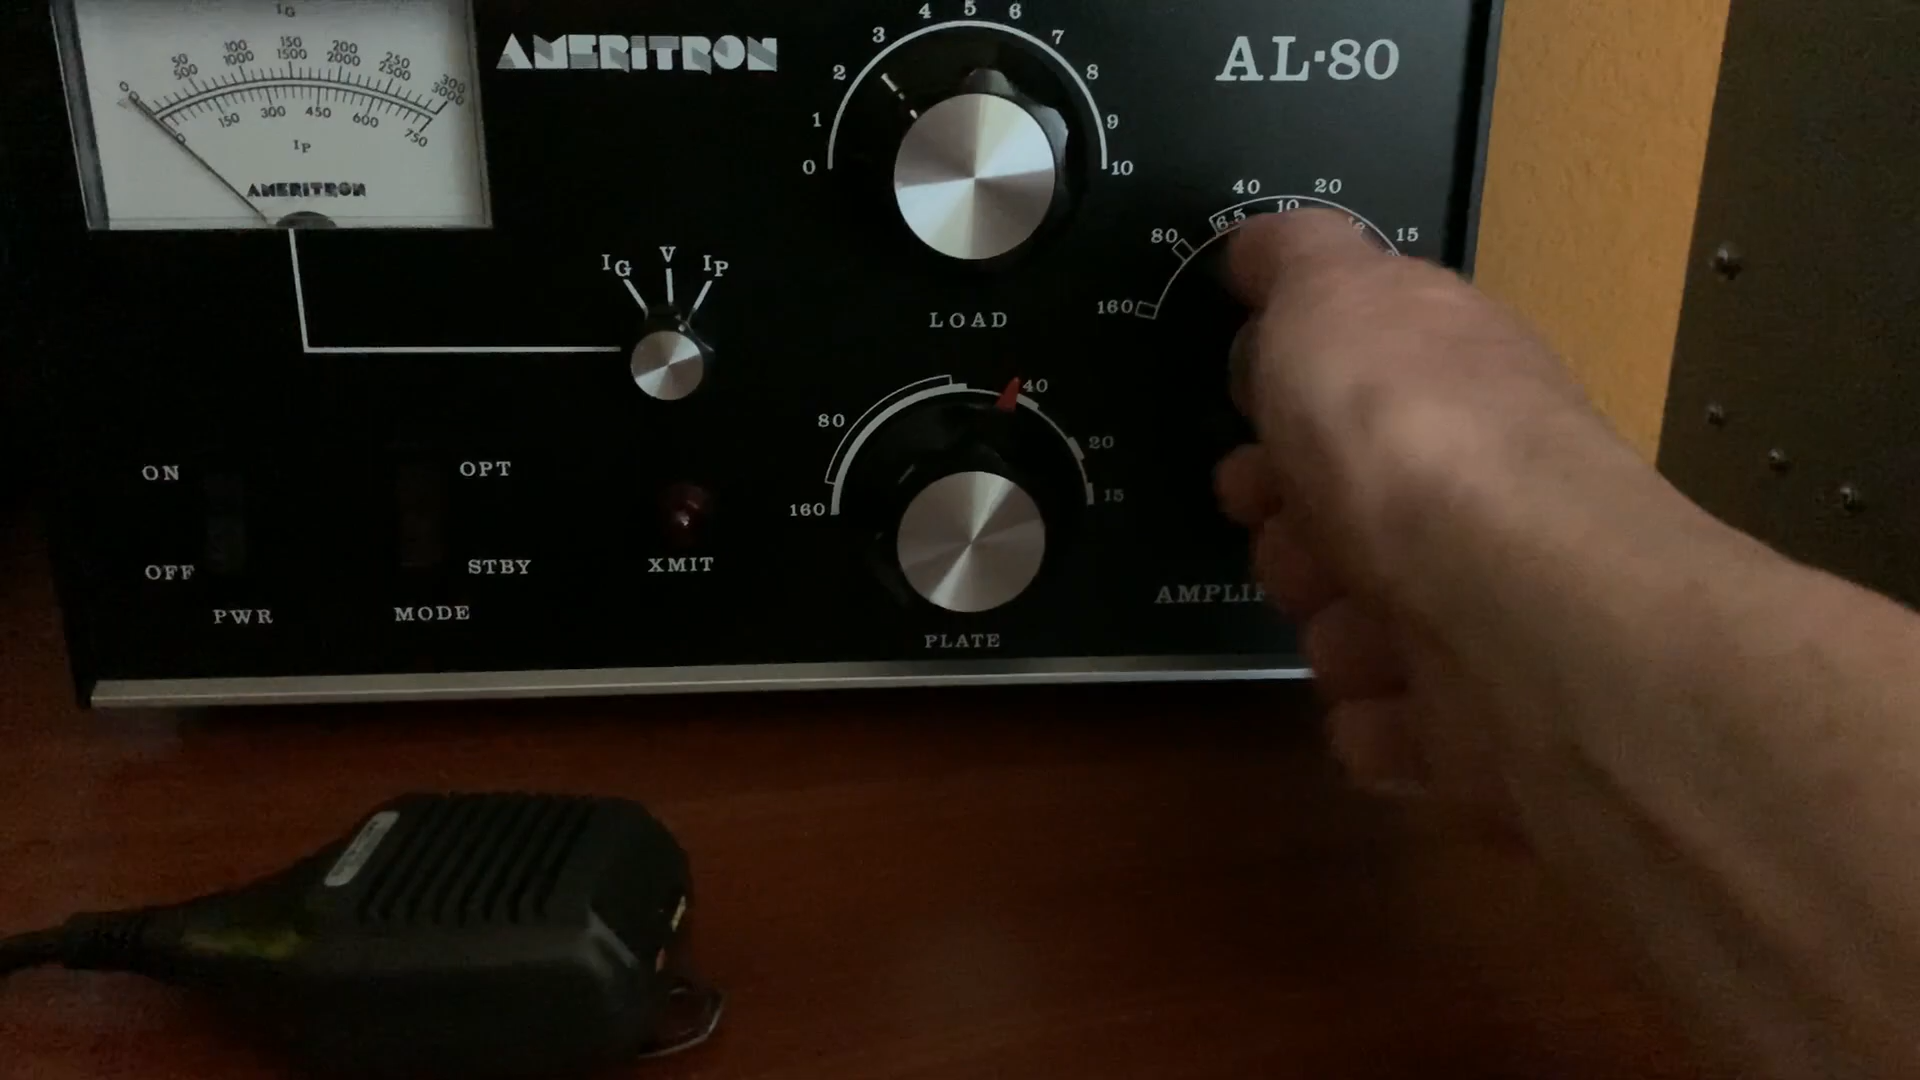 IG
0 50 100 150 200 250 300
0 500 1000 1500 2000 2500 3000
0 150 300 450 600 750
IP
AMERITRON
AMERITRON
AL·80
0 1 2 3 4 5 6 7 8 9 10
LOAD
160 80 40 20 15
6.5 10
IG V IP
160 80 40 20 15
PLATE
ON
OFF
PWR
OPT
STBY
MODE
XMIT